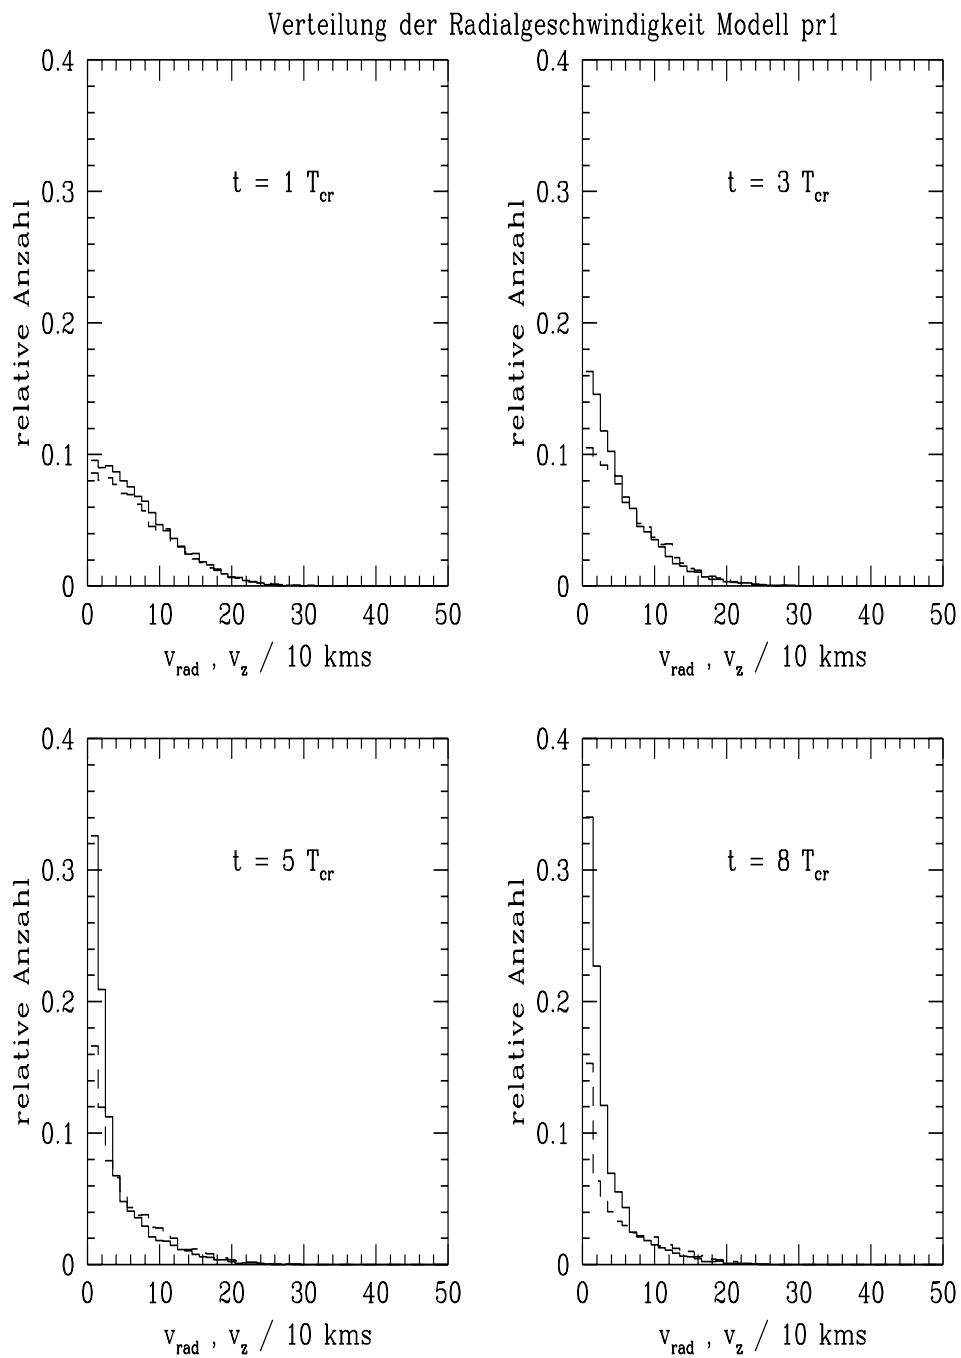 Verteilung der Radialgeschwindigkeit Modell pr1
0.4
0.3
0.2
0.1
0
relative Anzahl
t = 1 T_cr
0 10 20 30 40 50
v_rad , v_z / 10 kms
0.4
0.3
0.2
0.1
0
relative Anzahl
t = 3 T_cr
0 10 20 30 40 50
v_rad , v_z / 10 kms
0.4
0.3
0.2
0.1
0
relative Anzahl
t = 5 T_cr
0 10 20 30 40 50
v_rad , v_z / 10 kms
0.4
0.3
0.2
0.1
0
relative Anzahl
t = 8 T_cr
0 10 20 30 40 50
v_rad , v_z / 10 kms